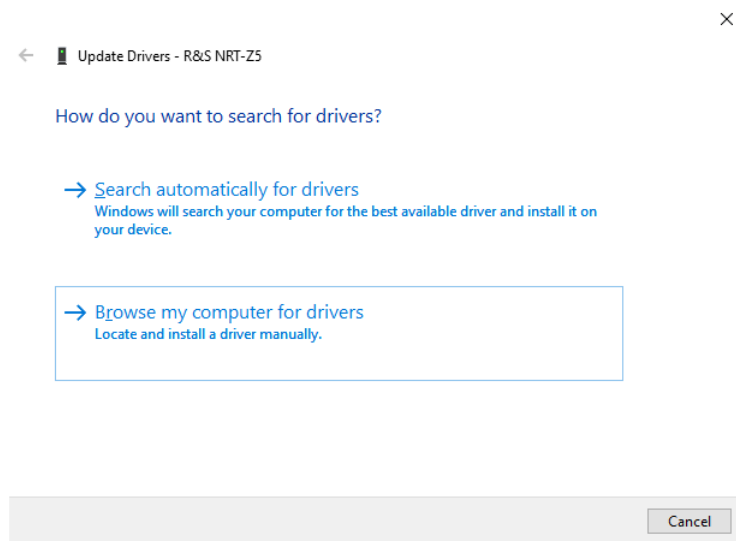 Update Drivers - R&S NRT-Z5
How do you want to search for drivers?
Search automatically for drivers
Windows will search your computer for the best available driver and install it on
your device.
Browse my computer for drivers
Locate and install a driver manually.
Cancel